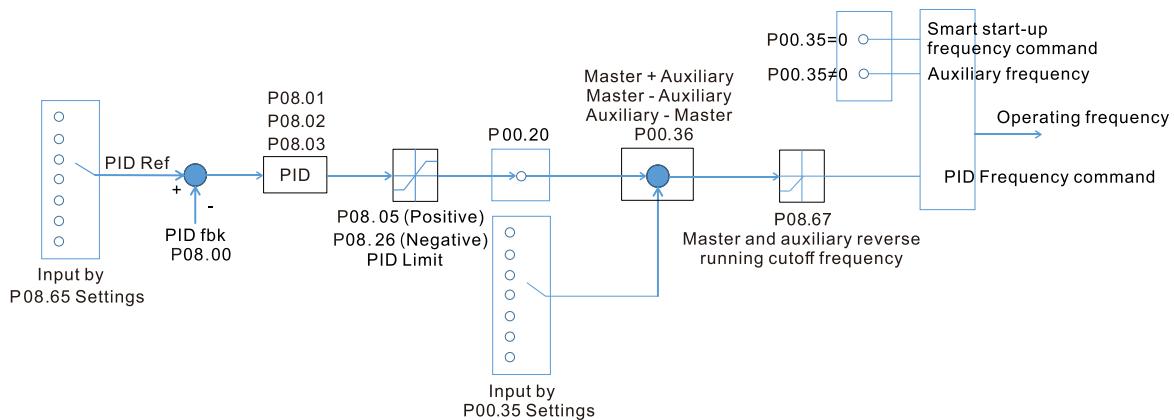 P00.35=0
Smart start-up
frequency command
P00.35≠0
Auxiliary frequency
Operating frequency
PID Frequency command
Master + Auxiliary
Master - Auxiliary
Auxiliary - Master
P00.36
P08.01
P08.02
P08.03
PID
P00.20
PID Ref
+
-
PID fbk
P08.00
P08.05 (Positive)
P08.26 (Negative)
PID Limit
P08.67
Master and auxiliary reverse
running cutoff frequency
Input by
P08.65 Settings
Input by
P00.35 Settings